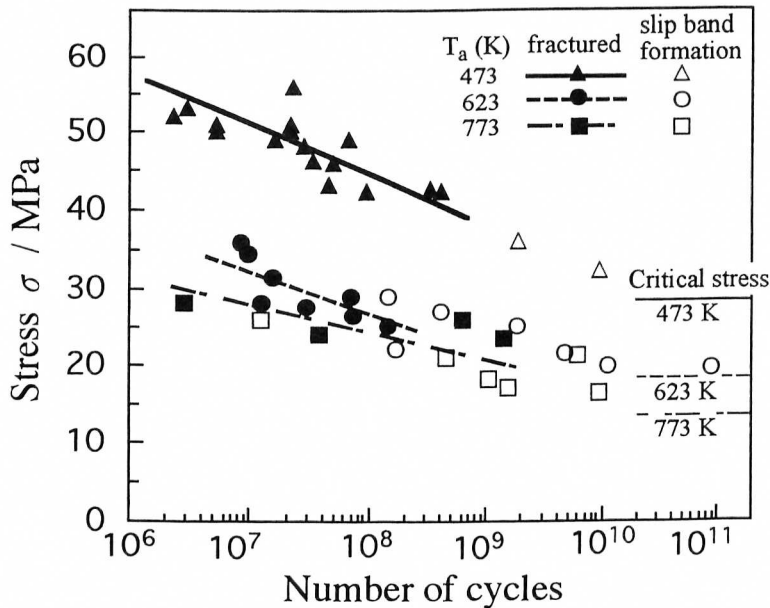 T_a (K) fractured slip band formation
473
623
773
60
50
40
30
20
10
0
Stress σ / MPa
Critical stress
473 K
623 K
773 K
10^6 10^7 10^8 10^9 10^10 10^11
Number of cycles